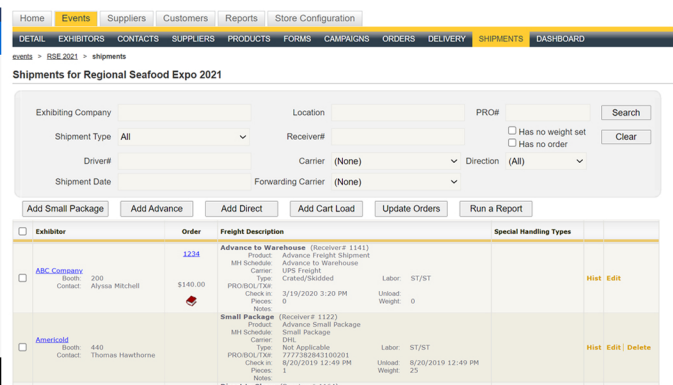 Home Events Suppliers Customers Reports Store Configuration
DETAIL EXHIBITORS CONTACTS SUPPLIERS PRODUCTS FORMS CAMPAIGNS ORDERS DELIVERY SHIPMENTS DASHBOARD
events > RSE 2021 > shipments
Shipments for Regional Seafood Expo 2021
Exhibiting Company Location PRO# Search
Shipment Type All Receiver# Has no weight set Clear
Has no order
Driver# Carrier (None) Direction (All)
Shipment Date Forwarding Carrier (None)
Add Small Package Add Advance Add Direct Add Cart Load Update Orders Run a Report
Exhibitor Order Freight Description Special Handling Types
ABC Company
Booth: 200
Contact: Alyssa Mitchell
1234
$140.00
Advance to Warehouse (Receiver# 1141)
Product: Advance Freight Shipment
MH Schedule: Advance to Warehouse
Carrier: UPS Freight
Type: Crated/Skidded Labor: ST/ST
PRO/BOL/TX#:
Check in: 3/19/2020 3:20 PM Unload:
Pieces: 0 Weight: 0
Notes:
Hist Edit
Americold
Booth: 440
Contact: Thomas Hawthorne
Small Package (Receiver# 1122)
Product: Advance Small Package
MH Schedule: Small Package
Carrier: DHL
Type: Not Applicable Labor: ST/ST
PRO/BOL/TX#: 7777382843100201
Check in: 8/20/2019 12:49 PM Unload: 8/20/2019 12:49 PM
Pieces: 1 Weight: 25
Notes:
Hist Edit | Delete